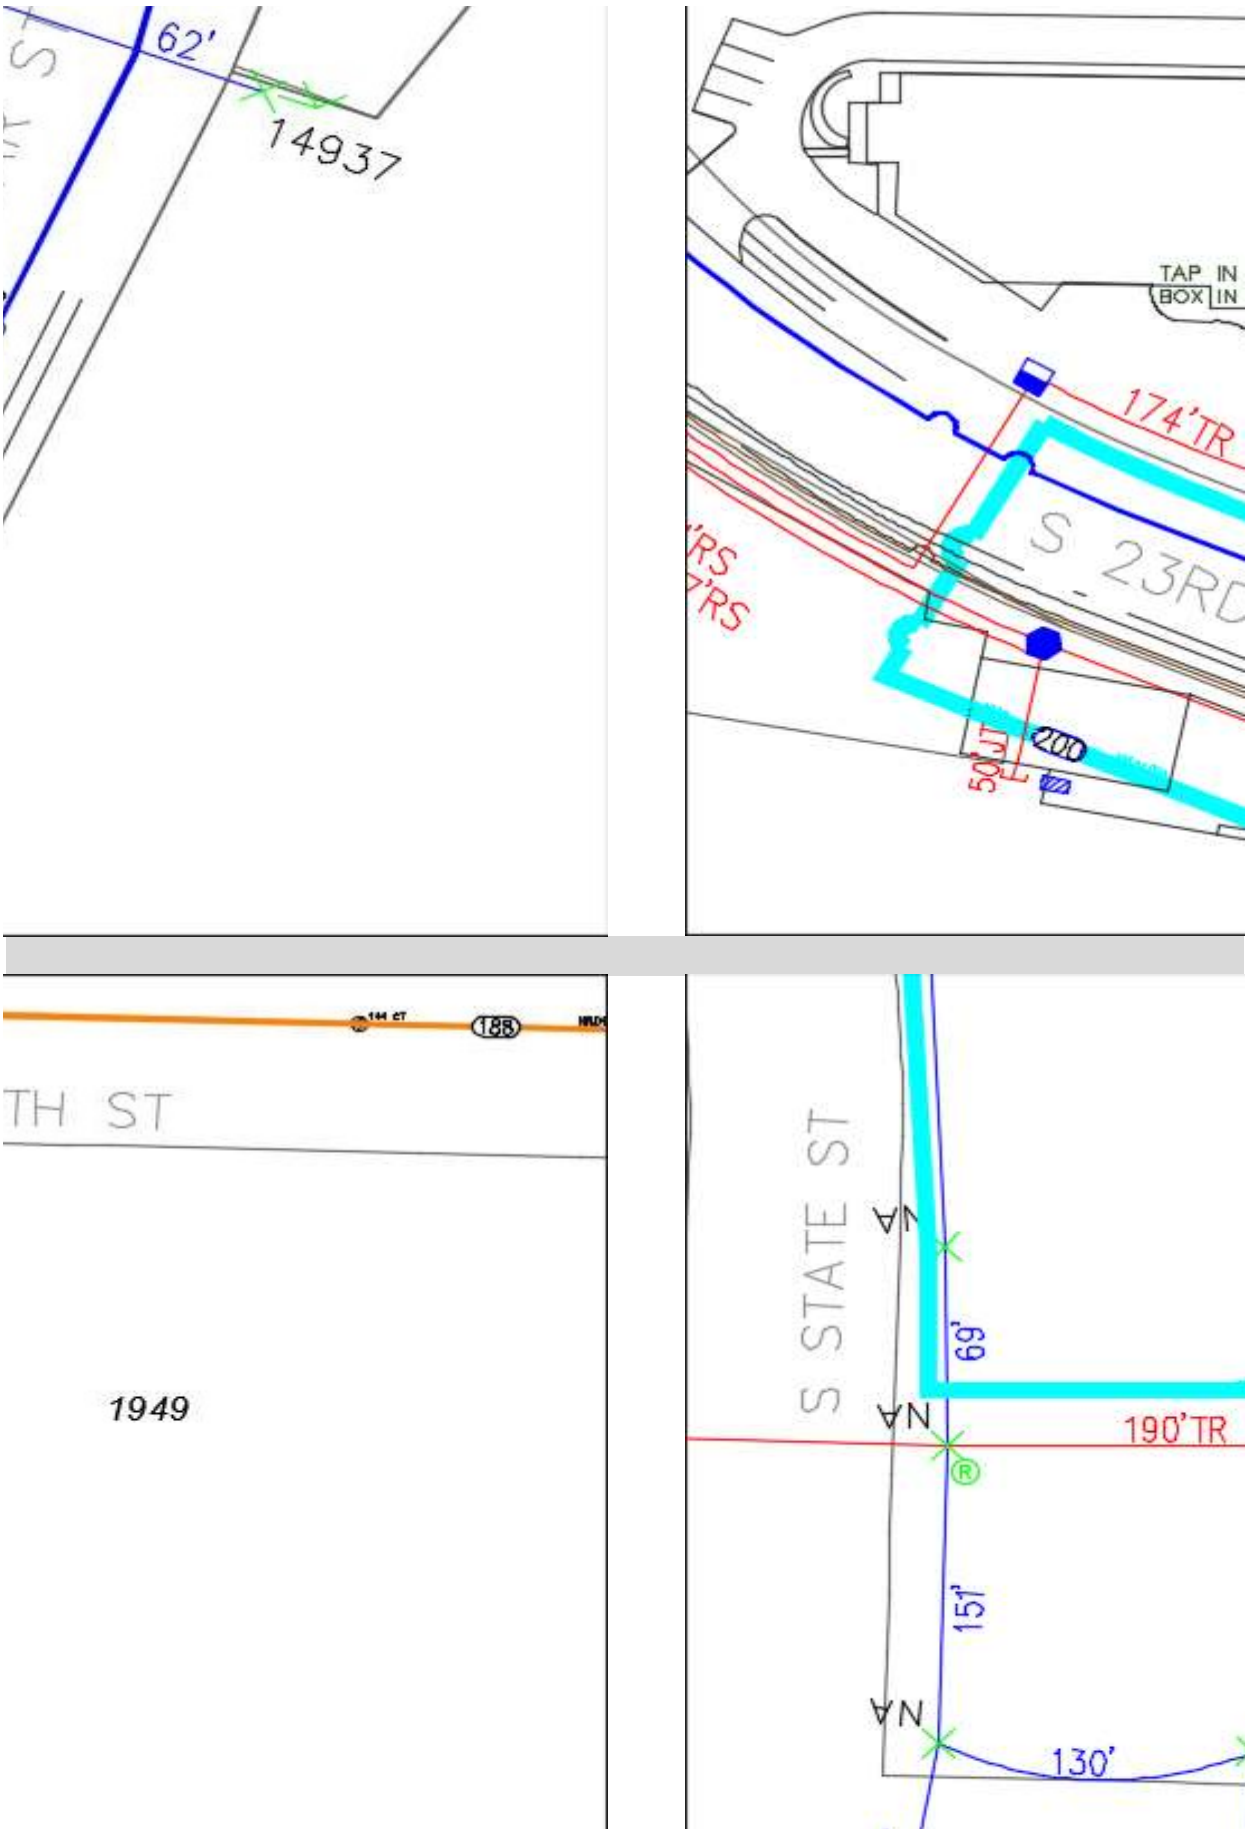 62'
14937
TAP IN
BOX IN
174'TR
S 23RD
'RS
7'RS
50'JT
200
144 CT
188
TH ST
1949
S STATE ST
NA
69'
NA
190'TR
R
151'
NA
130'